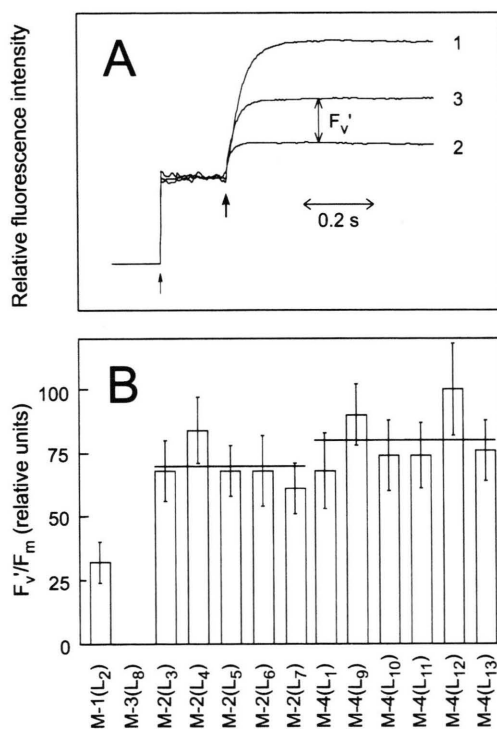 Relative fluorescence intensity
A
1
3
F_v'
2
0.2 s
B
F_v'/F_m (relative units)
100
75
50
25
0
M-1(L_2)
M-3(L_8)
M-2(L_3)
M-2(L_4)
M-2(L_5)
M-2(L_6)
M-2(L_7)
M-4(L_1)
M-4(L_9)
M-4(L_10)
M-4(L_11)
M-4(L_12)
M-4(L_13)